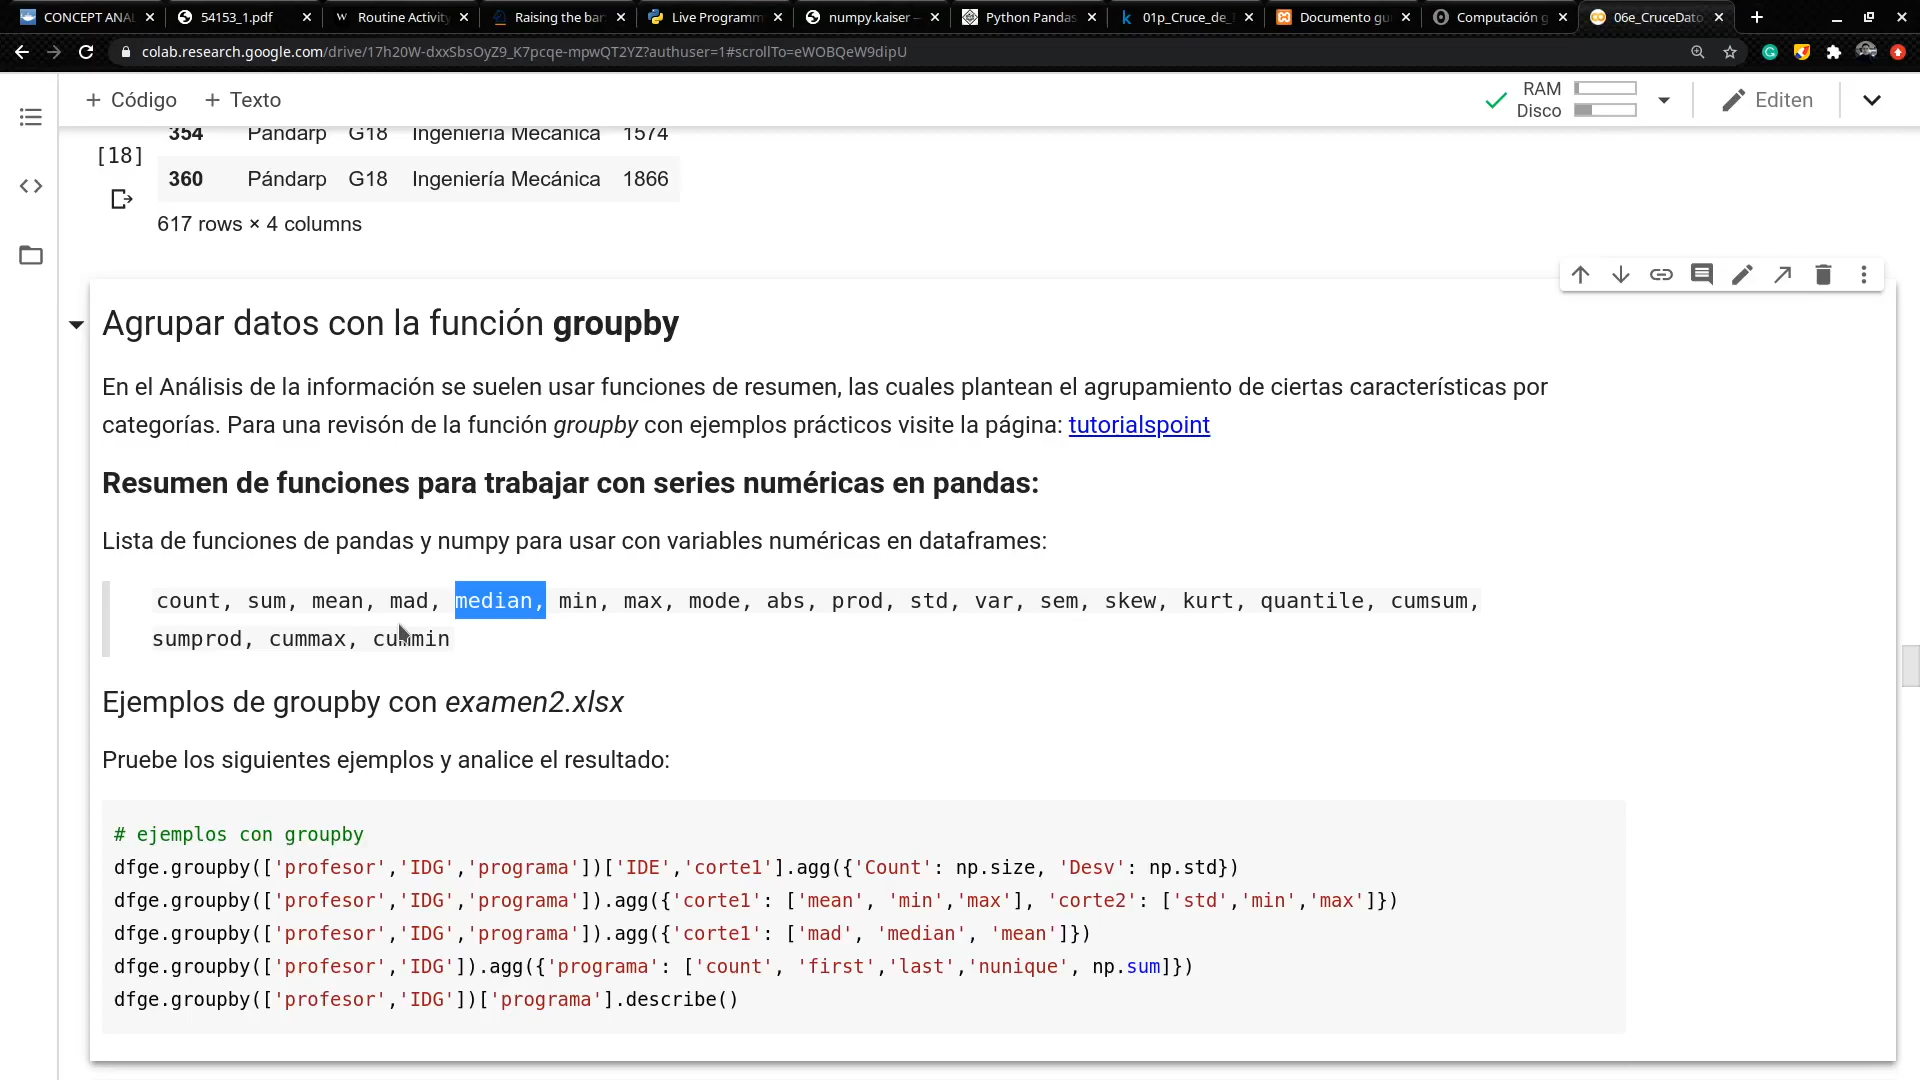 CONCEPT ANAL
54153_1.pdf
Routine Activity
Raising the bar
Live Programm
numpy.kaiser —
Python Pandas
01p_Cruce_de_
Documento gu
Computación g
06e_CruceDato
colab.research.google.com/drive/17h20W-dxxSbsOyZ9_K7pcqe-mpwQT2YZ?authuser=1#scrollTo=eWOBQeW9dipU
+ Código + Texto
RAM
Disco
Editen
354 Pándarp G18 Ingeniería Mecánica 1574
[18]
360 Pándarp G18 Ingeniería Mecánica 1866
617 rows × 4 columns
Agrupar datos con la función groupby
En el Análisis de la información se suelen usar funciones de resumen, las cuales plantean el agrupamiento de ciertas características por
categorías. Para una revisón de la función groupby con ejemplos prácticos visite la página: tutorialspoint
Resumen de funciones para trabajar con series numéricas en pandas:
Lista de funciones de pandas y numpy para usar con variables numéricas en dataframes:
count, sum, mean, mad, median, min, max, mode, abs, prod, std, var, sem, skew, kurt, quantile, cumsum,
sumprod, cummax, cummin
Ejemplos de groupby con examen2.xlsx
Pruebe los siguientes ejemplos y analice el resultado:
# ejemplos con groupby
dfge.groupby(['profesor','IDG','programa'])['IDE','corte1'].agg({'Count': np.size, 'Desv': np.std})
dfge.groupby(['profesor','IDG','programa']).agg({'corte1': ['mean', 'min','max'], 'corte2': ['std','min','max']})
dfge.groupby(['profesor','IDG','programa']).agg({'corte1': ['mad', 'median', 'mean']})
dfge.groupby(['profesor','IDG']).agg({'programa': ['count', 'first','last','nunique', np.sum]})
dfge.groupby(['profesor','IDG'])['programa'].describe()